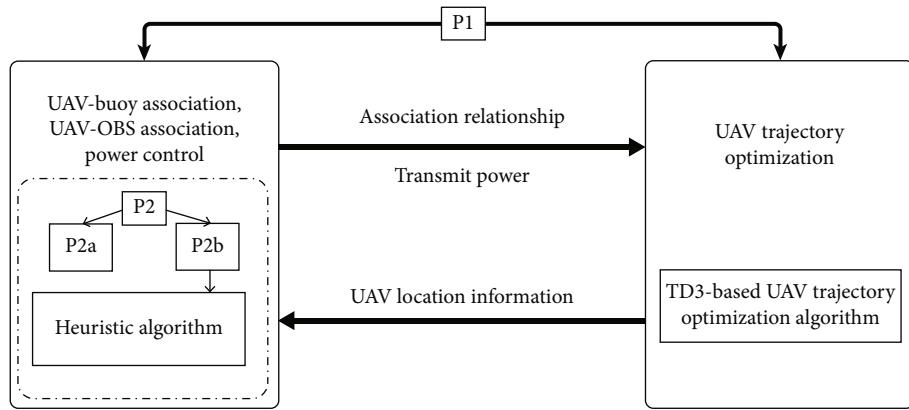 P1
UAV-buoy association,
UAV-OBS association,
power control
P2
P2a
P2b
Heuristic algorithm
Association relationship
Transmit power
UAV location information
UAV trajectory
optimization
TD3-based UAV trajectory
optimization algorithm